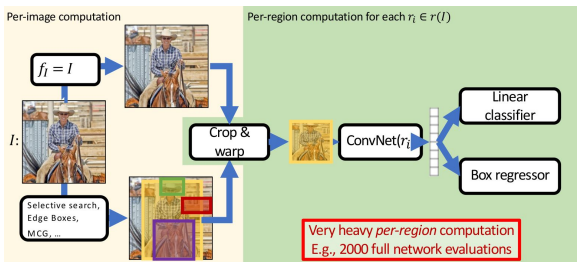 Per-image computation
Per-region computation for each $r_i \in r(I)$
$f_I = I$
I:
Selective search,
Edge Boxes,
MCG, …
Crop &
warp
ConvNet($r_i$
Linear
classifier
Box regressor
Very heavy per-region computation
E.g., 2000 full network evaluations